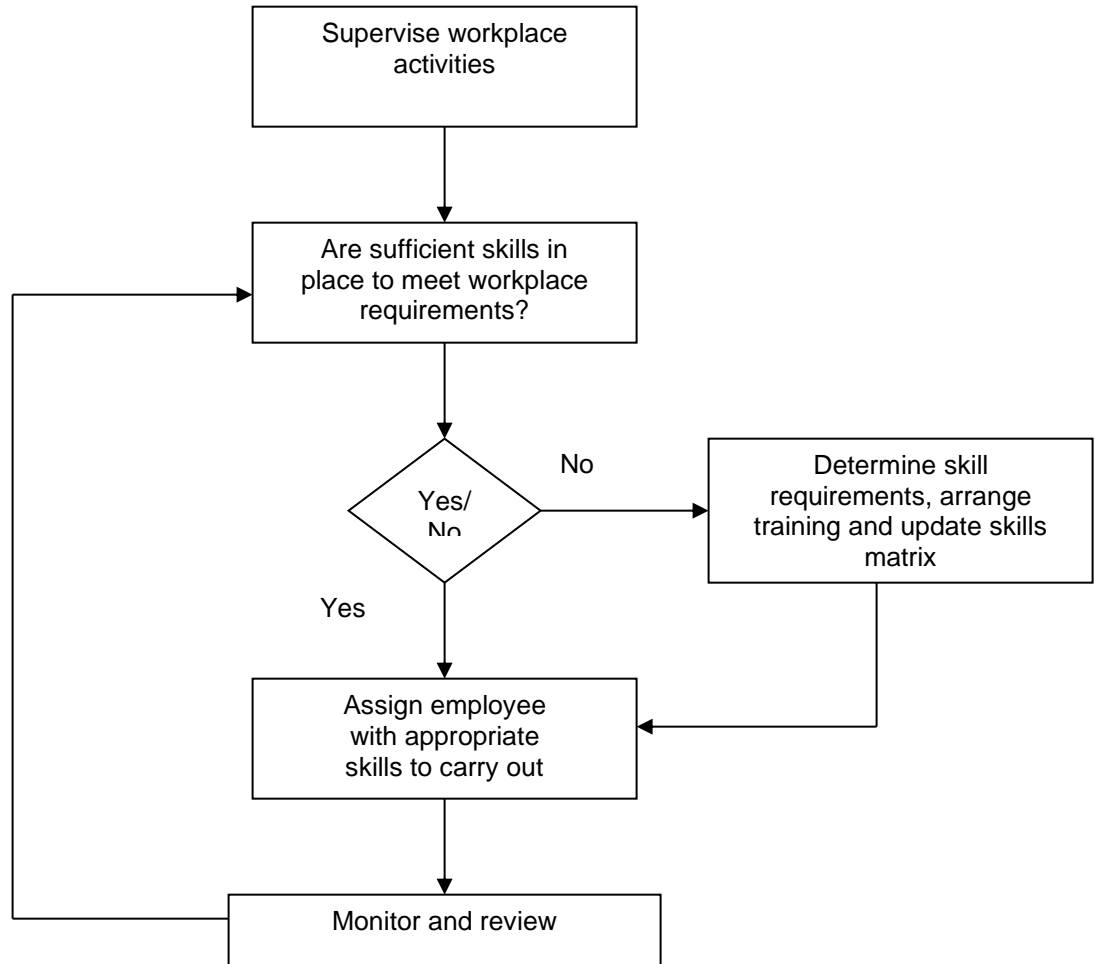 Supervise workplace
activities
Are sufficient skills in
place to meet workplace
requirements?
Yes/
No
No
Determine skill
requirements, arrange
training and update skills
matrix
Yes
Assign employee
with appropriate
skills to carry out
Monitor and review